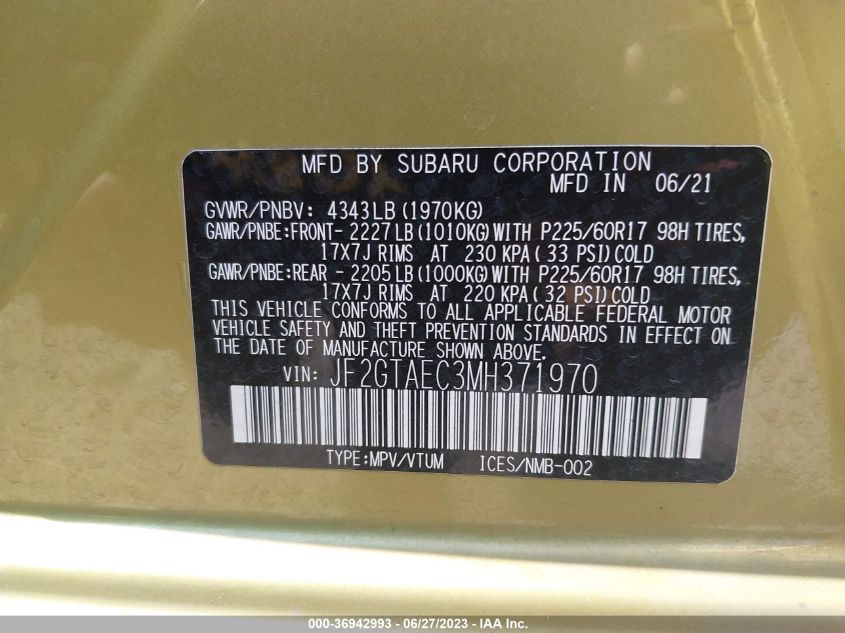 MFD BY SUBARU CORPORATION
MFD IN 06/21
GVWR/PNBV: 4343LB(1970KG)
GAWR/PNBE:FRONT- 2227LB(1010KG)WITH P225/60R17 98H TIRES,
17X7J RIMS AT 230 KPA( 33 PSI)COLD
GAWR/PNBE:REAR - 2205LB(1000KG)WITH P225/60R17 98H TIRES,
17X7J RIMS AT 220 KPA( 32 PSI)COLD
THIS VEHICLE CONFORMS TO ALL APPLICABLE FEDERAL MOTOR
VEHICLE SAFETY AND THEFT PREVENTION STANDARDS IN EFFECT ON
THE DATE OF MANUFACTURE SHOWN ABOVE.
VIN: JF2GTAEC3MH371970
TYPE:MPV/VTUM ICES/NMB-002
000-36942993 - 06/27/2023 - IAA Inc.